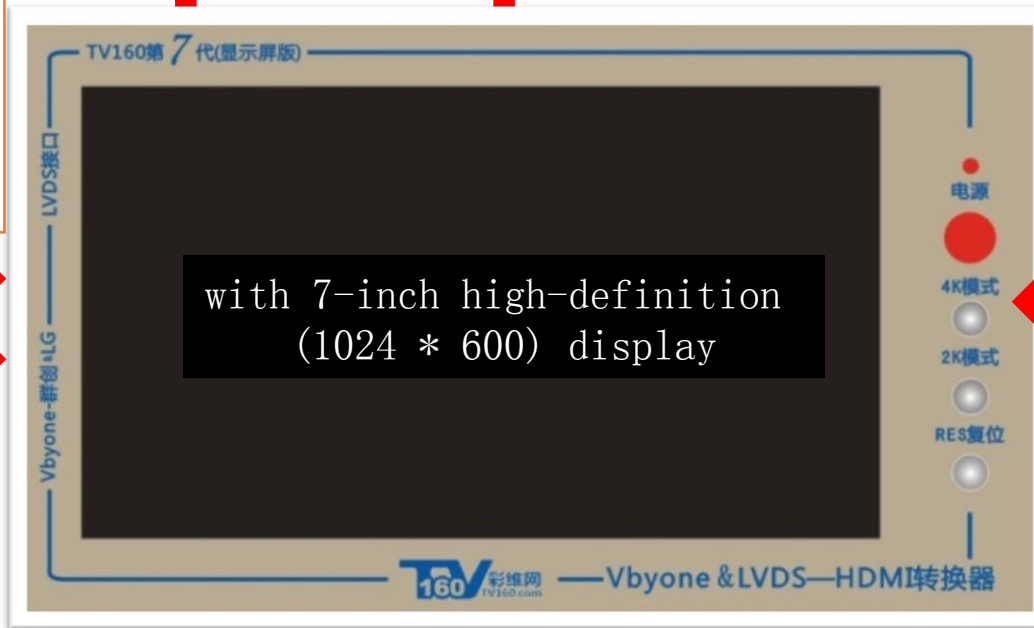 TV160第7代(显示屏版)
LVDS接口
Vbyone-群创&LG
with 7-inch high-definition
(1024 * 600) display
电源
4K模式
2K模式
RES复位
TV160 彩维网
TV160.com
Vbyone&LVDS—HDMI转换器